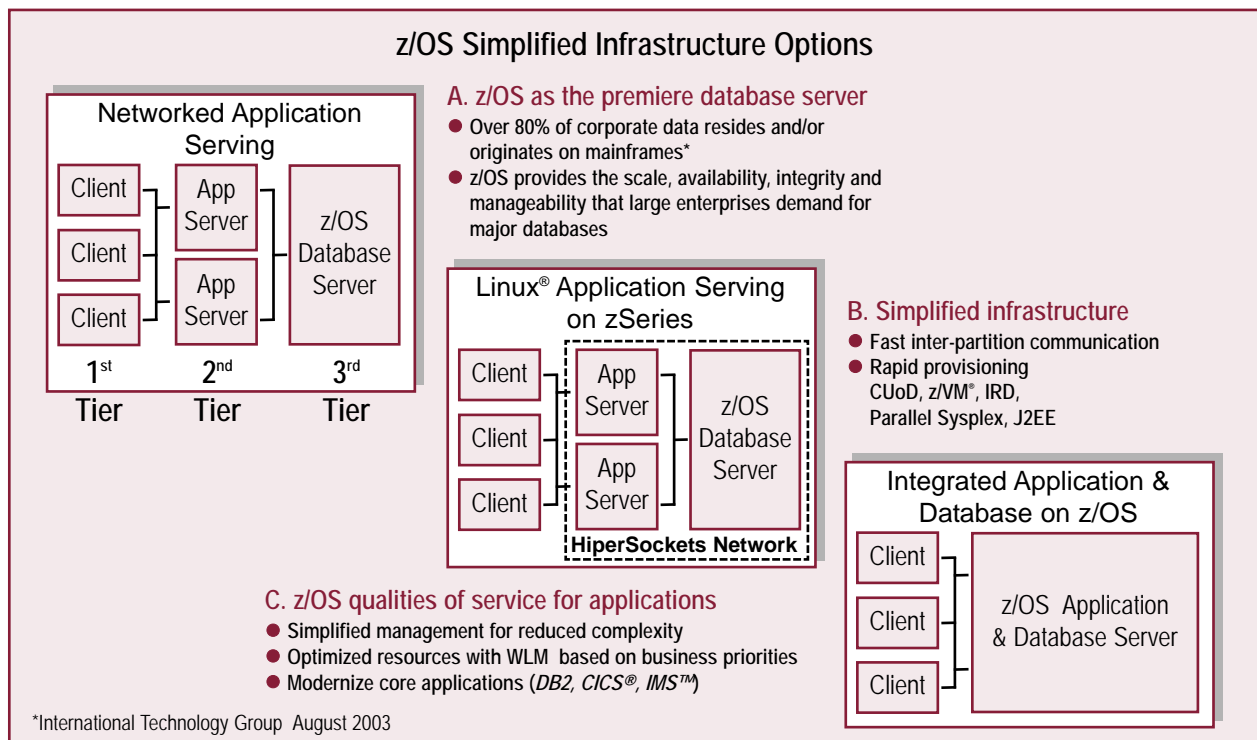 z/OS Simplified Infrastructure Options
Networked Application
Serving
Client
Client
Client
App
Server
App
Server
z/OS
Database
Server
1st
Tier
2nd
Tier
3rd
Tier
A. z/OS as the premiere database server
● Over 80% of corporate data resides and/or
originates on mainframes*
● z/OS provides the scale, availability, integrity and
manageability that large enterprises demand for
major databases
Linux® Application Serving
on zSeries
Client
Client
Client
App
Server
App
Server
z/OS
Database
Server
HiperSockets Network
B. Simplified infrastructure
● Fast inter-partition communication
● Rapid provisioning
CUoD, z/VM®, IRD,
Parallel Sysplex, J2EE
Integrated Application &
Database on z/OS
Client
Client
Client
z/OS Application
& Database Server
C. z/OS qualities of service for applications
● Simplified management for reduced complexity
● Optimized resources with WLM based on business priorities
● Modernize core applications (DB2, CICS®, IMS™)
*International Technology Group August 2003